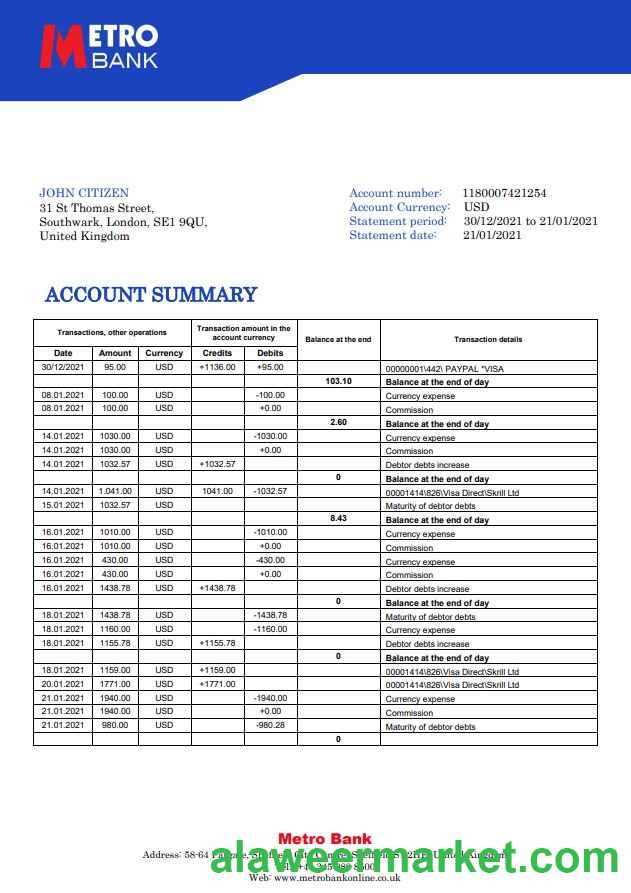 METRO
BANK
JOHN CITIZEN
31 St Thomas Street,
Southwark, London, SE1 9QU,
United Kingdom
Account number: 1180007421254
Account Currency: USD
Statement period: 30/12/2021 to 21/01/2021
Statement date: 21/01/2021
ACCOUNT SUMMARY
Transactions, other operations Transaction amount in the account currency Balance at the end Transaction details
Date Amount Currency Credits Debits
30/12/2021 95.00 USD +1136.00 +95.00 00000001\442\ PAYPAL *VISA
103.10 Balance at the end of day
08.01.2021 100.00 USD -100.00 Currency expense
08.01.2021 100.00 USD +0.00 Commission
2.60 Balance at the end of day
14.01.2021 1030.00 USD -1030.00 Currency expense
14.01.2021 1030.00 USD +0.00 Commission
14.01.2021 1032.57 USD +1032.57 Debtor debts increase
0 Balance at the end of day
14.01.2021 1.041.00 USD 1041.00 -1032.57 00001414\826\Visa Direct\Skrill Ltd
15.01.2021 1032.57 USD Maturity of debtor debts
8.43 Balance at the end of day
16.01.2021 1010.00 USD -1010.00 Currency expense
16.01.2021 1010.00 USD +0.00 Commission
16.01.2021 430.00 USD -430.00 Currency expense
16.01.2021 430.00 USD +0.00 Commission
16.01.2021 1438.78 USD +1438.78 Debtor debts increase
0 Balance at the end of day
18.01.2021 1438.78 USD -1438.78 Maturity of debtor debts
18.01.2021 1160.00 USD -1160.00 Currency expense
18.01.2021 1155.78 USD +1155.78 Debtor debts increase
0 Balance at the end of day
18.01.2021 1159.00 USD +1159.00 00001414\826\Visa Direct\Skrill Ltd
20.01.2021 1771.00 USD +1771.00 00001414\826\Visa Direct\Skrill Ltd
21.01.2021 1940.00 USD -1940.00 Currency expense
21.01.2021 1940.00 USD +0.00 Commission
21.01.2021 980.00 USD -980.28 Maturity of debtor debts
0
Metro Bank
Address: 58-64 United Kingdom
Web: www.metrobankonline.co.uk
alaweermarket.com